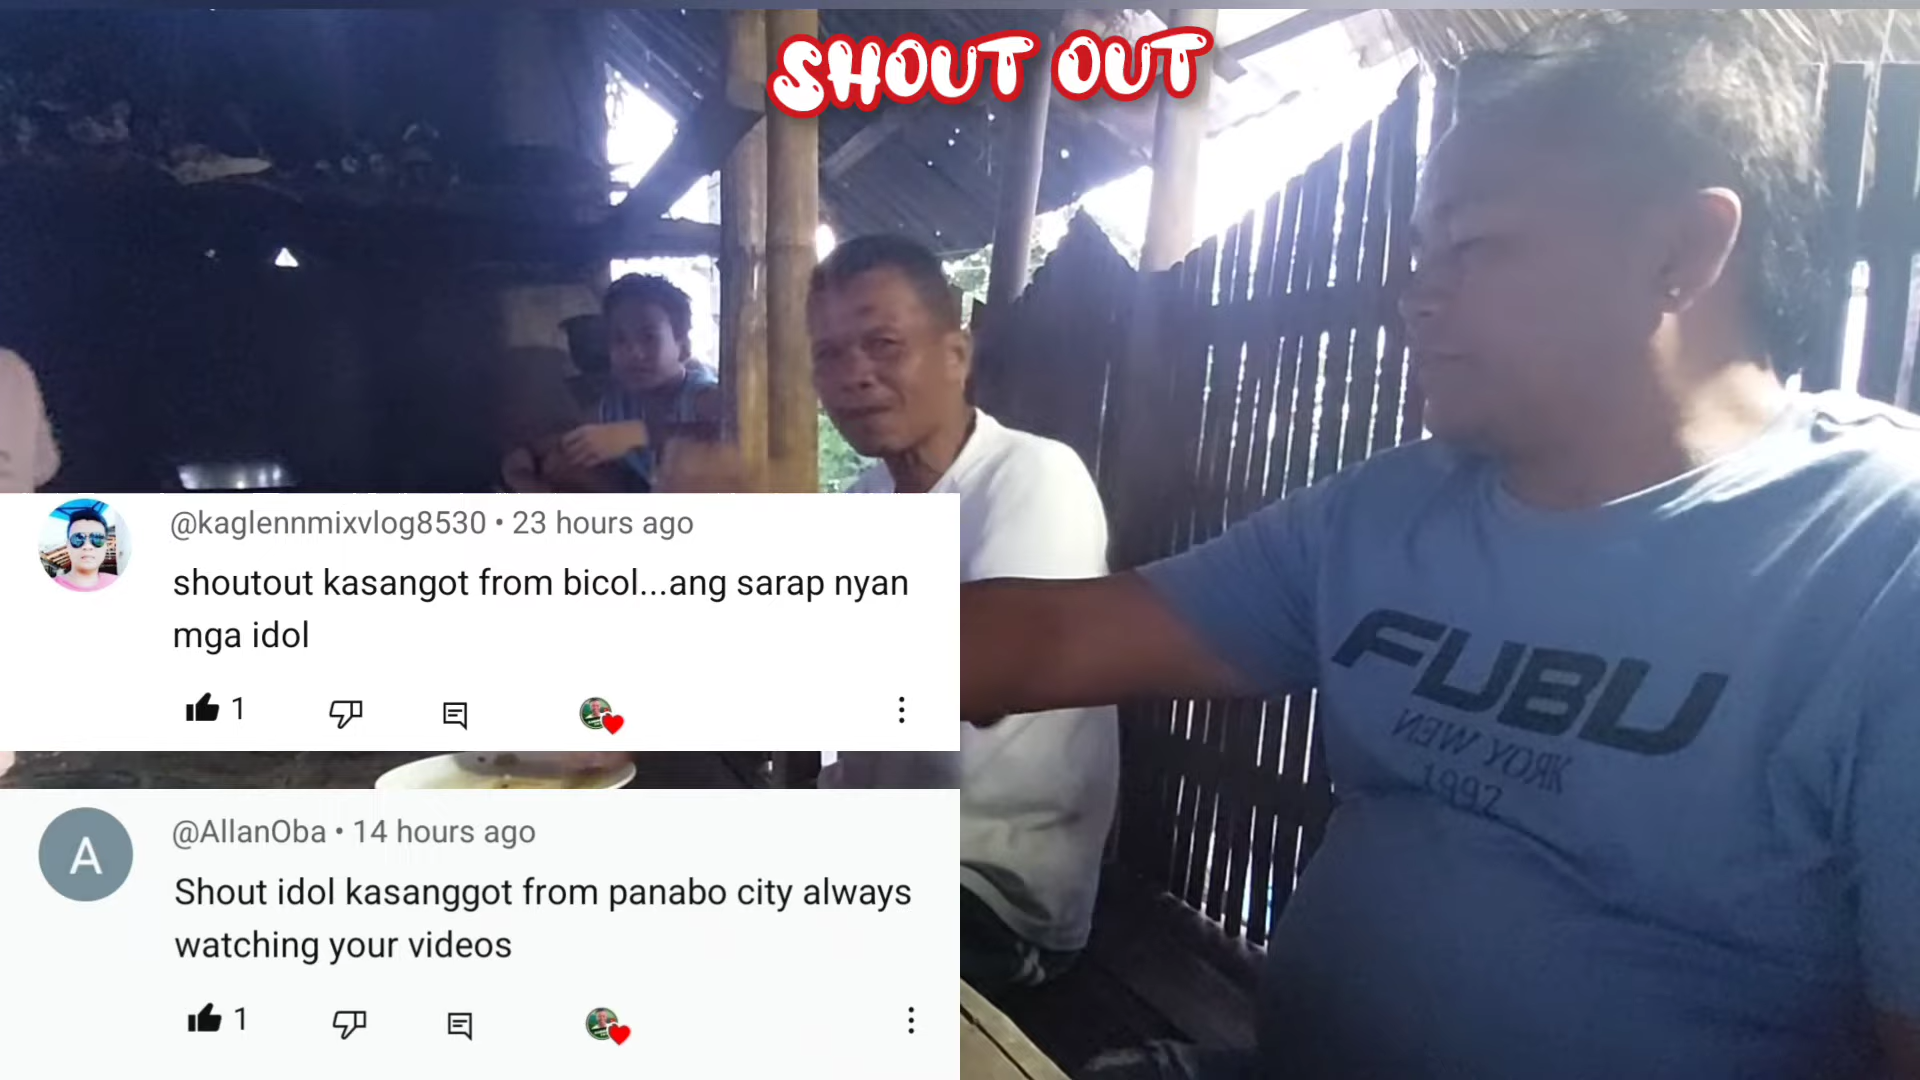 SHOUT OUT
@kaglennmixvlog8530 • 23 hours ago
shoutout kasangot from bicol...ang sarap nyan
mga idol
1
A
@AllanOba • 14 hours ago
Shout idol kasanggot from panabo city always
watching your videos
1
FUBU
NEW YORK
1992